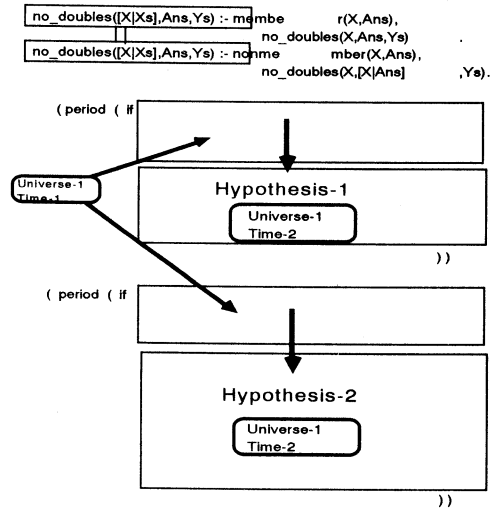 no_doubles([X|Xs],Ans,Ys) :- membe r(X,Ans),
no_doubles(X,Ans,Ys) .
no_doubles([X|Xs],Ans,Ys) :- nonme mber(X,Ans),
no_doubles(X,[X|Ans] ,Ys).
( period ( if
Universe-1
Time-1
Hypothesis-1
Universe-1
Time-2
) )
( period ( if
Hypothesis-2
Universe-1
Time-2
) )